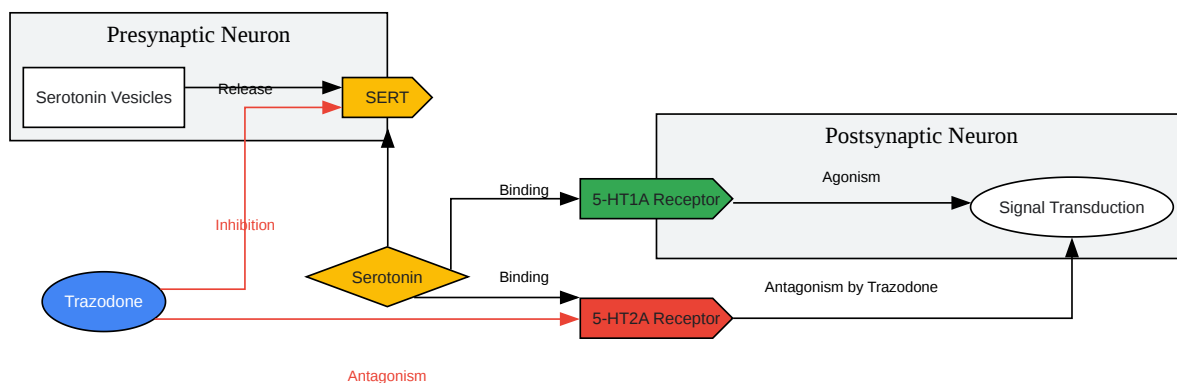 Presynaptic Neuron
Serotonin Vesicles
Release
SERT
Postsynaptic Neuron
Binding
5-HT1A Receptor
Agonism
Signal Transduction
Inhibition
Serotonin
Binding
Trazodone
5-HT2A Receptor
Antagonism by Trazodone
Antagonism